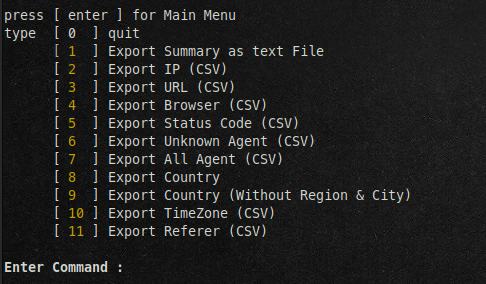 press [ enter ] for Main Menu
type  [ 0  ] quit
      [ 1  ] Export Summary as text File
      [ 2  ] Export IP (CSV)
      [ 3  ] Export URL (CSV)
      [ 4  ] Export Browser (CSV)
      [ 5  ] Export Status Code (CSV)
      [ 6  ] Export Unknown Agent (CSV)
      [ 7  ] Export All Agent (CSV)
      [ 8  ] Export Country
      [ 9  ] Export Country (Without Region & City)
      [ 10 ] Export TimeZone (CSV)
      [ 11 ] Export Referer (CSV)
Enter Command :